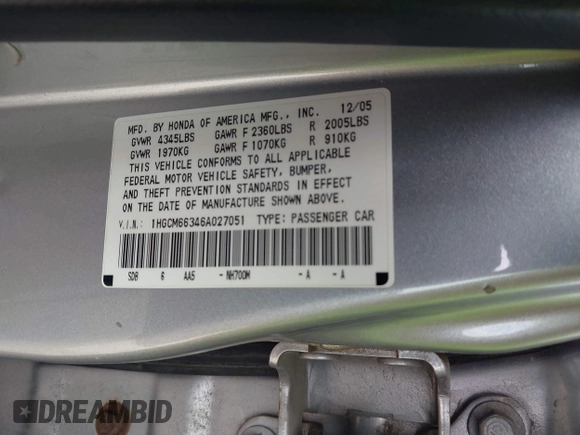 MFD. BY HONDA OF AMERICA MFG., INC. 12/05
GVWR 4345LBS GAWR F 2360LBS R 2005LBS
GVWR 1970KG GAWR F 1070KG R 910KG
THIS VEHICLE CONFORMS TO ALL APPLICABLE
FEDERAL MOTOR VEHICLE SAFETY, BUMPER,
AND THEFT PREVENTION STANDARDS IN EFFECT
ON THE DATE OF MANUFACTURE SHOWN ABOVE.
V.I.N.: 1HGCM66346A027051 TYPE: PASSENGER CAR
SDB 6 AA5 -NH700M -A -A
DREAMBID